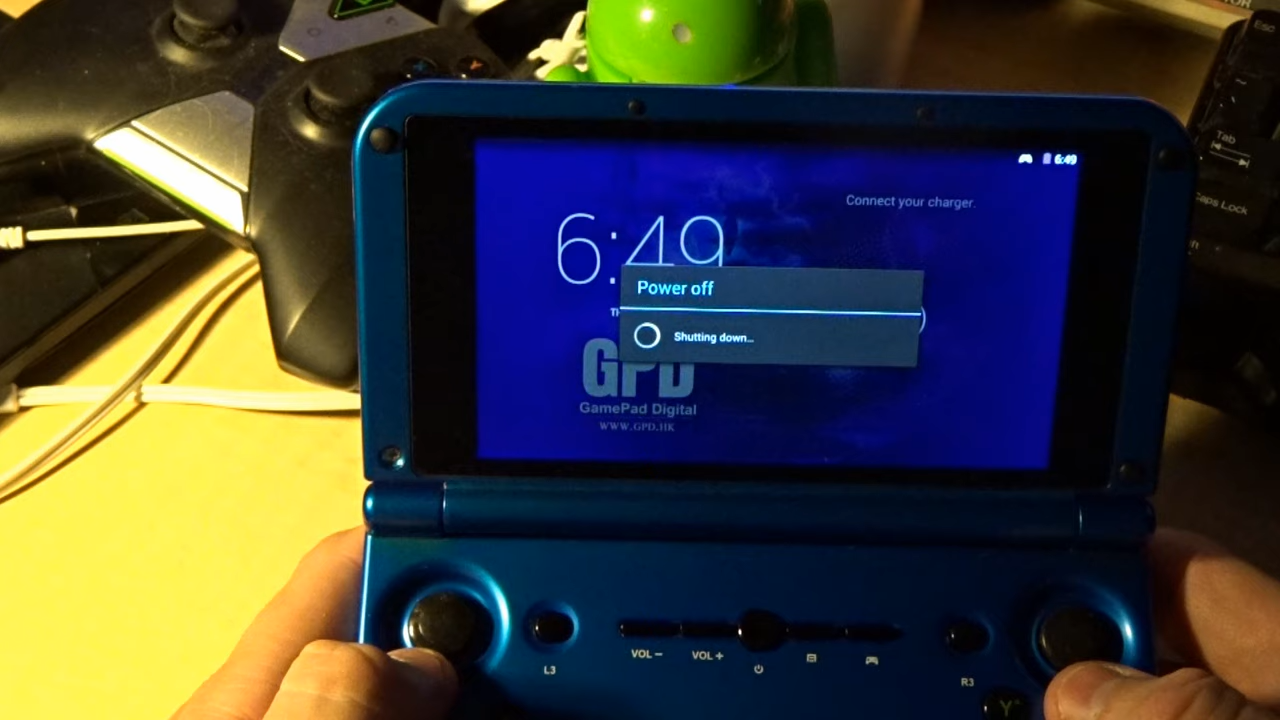 6:49
Connect your charger.
6:49
Power off
Shutting down...
GPD
GamePad Digital
WWW.GPD.HK
VOL −
VOL +
L3
R3
Y
Esc
Tab
Caps Lock